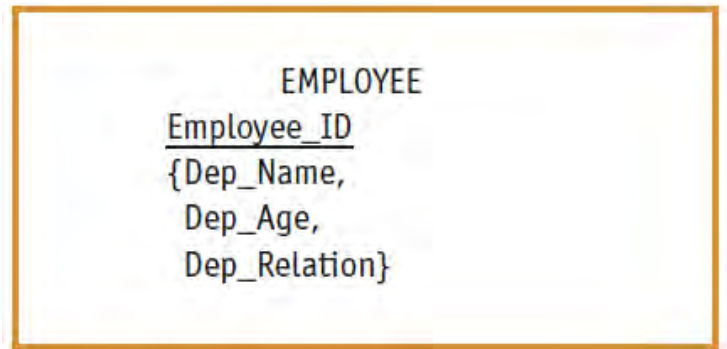 EMPLOYEE
Employee_ID
{Dep_Name,
Dep_Age,
Dep_Relation}